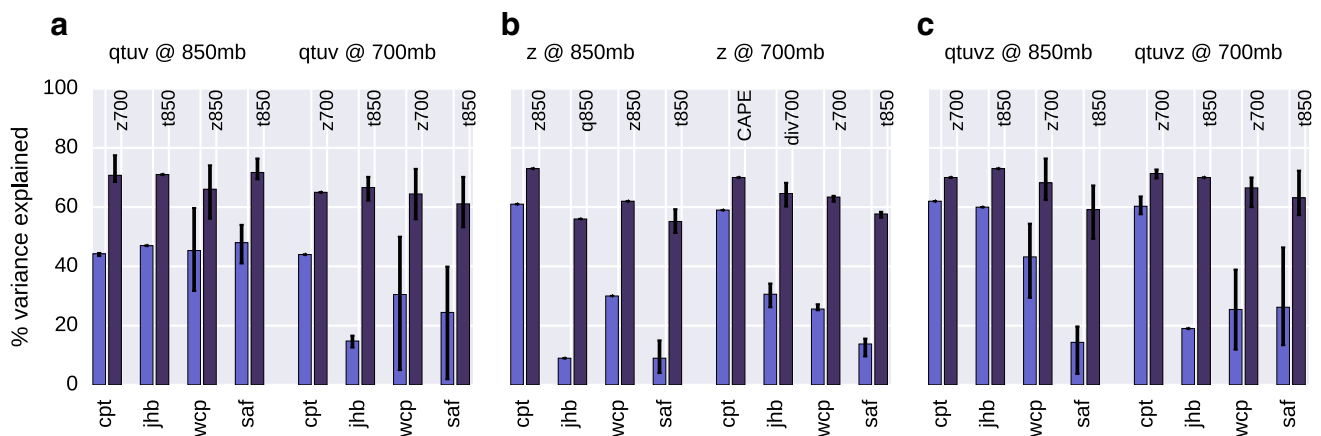 a b c
qtuv @ 850mb qtuv @ 700mb z @ 850mb z @ 700mb qtuvz @ 850mb qtuvz @ 700mb
% variance explained
100
80
60
40
20
0
z700 t850 z850 t850 z700 t850 z700 t850 z850 q850 z850 t850 CAPE div700 z700 t850 z700 t850 z700 t850 z700 t850 z700 t850
cpt jhb wcp saf cpt jhb wcp saf cpt jhb wcp saf cpt jhb wcp saf cpt jhb wcp saf cpt jhb wcp saf